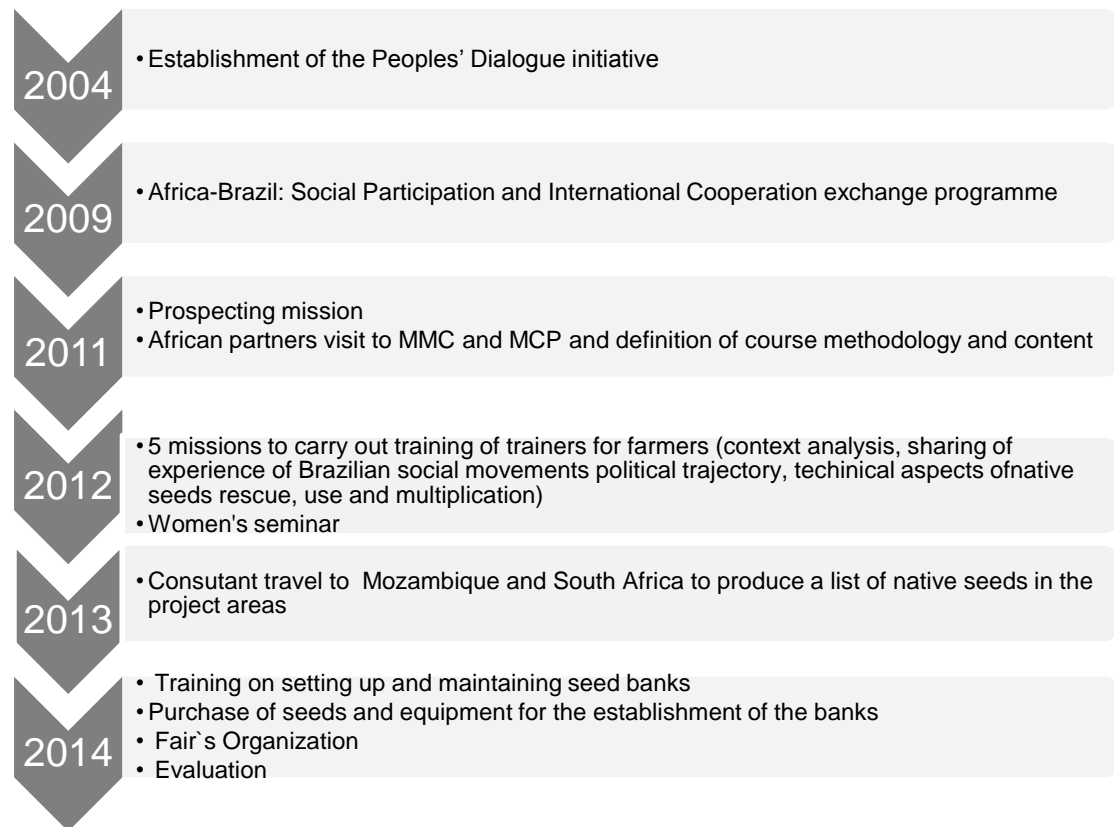 2004
• Establishment of the Peoples’ Dialogue initiative
2009
• Africa-Brazil: Social Participation and International Cooperation exchange programme
2011
• Prospecting mission
• African partners visit to MMC and MCP and definition of course methodology and content
2012
• 5 missions to carry out training of trainers for farmers (context analysis, sharing of
experience of Brazilian social movements political trajectory, techinical aspects ofnative
seeds rescue, use and multiplication)
• Women's seminar
2013
• Consutant travel to Mozambique and South Africa to produce a list of native seeds in the
project areas
2014
• Training on setting up and maintaining seed banks
• Purchase of seeds and equipment for the establishment of the banks
• Fair`s Organization
• Evaluation